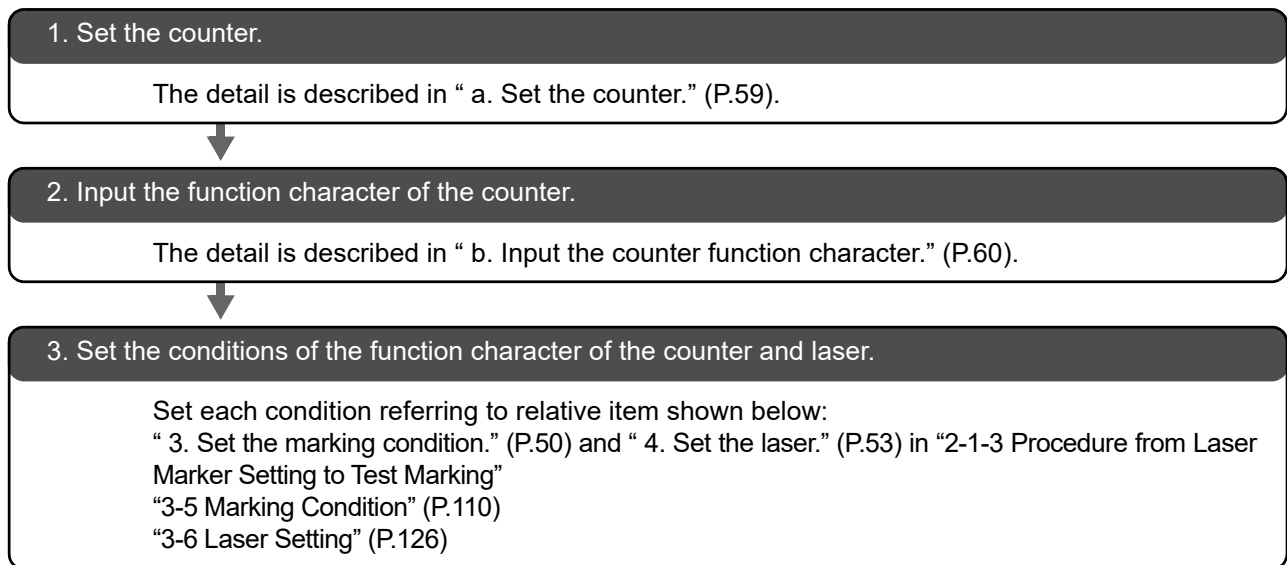 1. Set the counter.
The detail is described in “ a. Set the counter.” (P.59).
2. Input the function character of the counter.
The detail is described in “ b. Input the counter function character.” (P.60).
3. Set the conditions of the function character of the counter and laser.
Set each condition referring to relative item shown below:
“ 3. Set the marking condition.” (P.50) and “ 4. Set the laser.” (P.53) in “2-1-3 Procedure from Laser
Marker Setting to Test Marking”
“3-5 Marking Condition” (P.110)
“3-6 Laser Setting” (P.126)